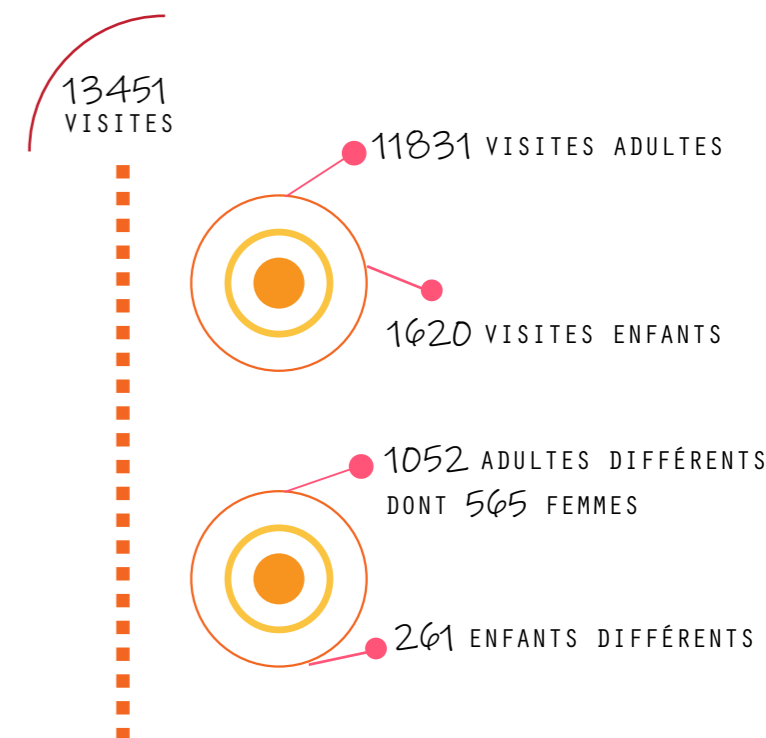 13451
VISITES
11831 VISITES ADULTES
1620 VISITES ENFANTS
1052 ADULTES DIFFÉRENTS
DONT 565 FEMMES
261 ENFANTS DIFFÉRENTS